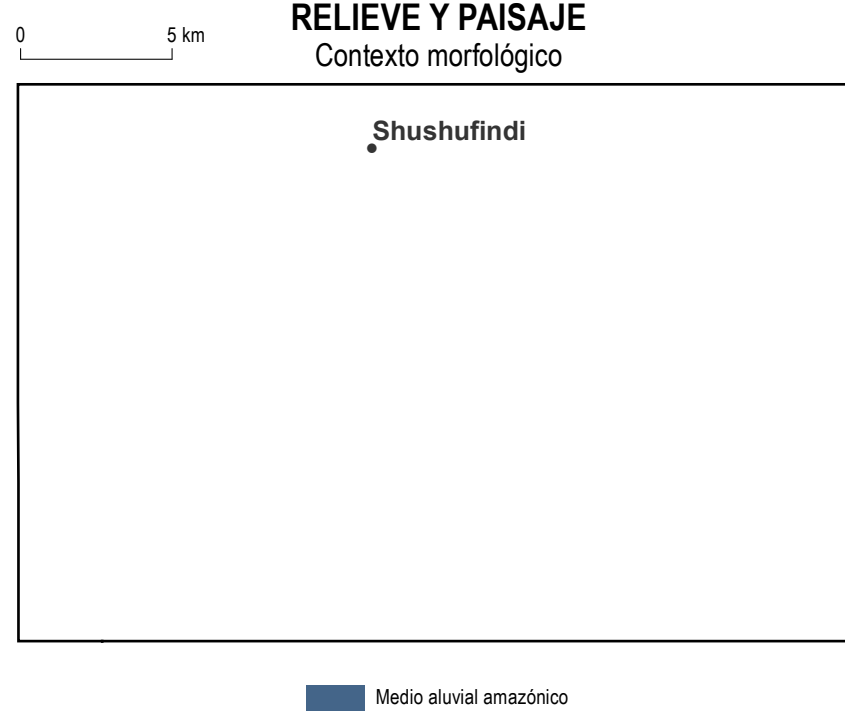 RELIEVE Y PAISAJE
Contexto morfológico
0 5 km
Shushufindi
Medio aluvial amazónico